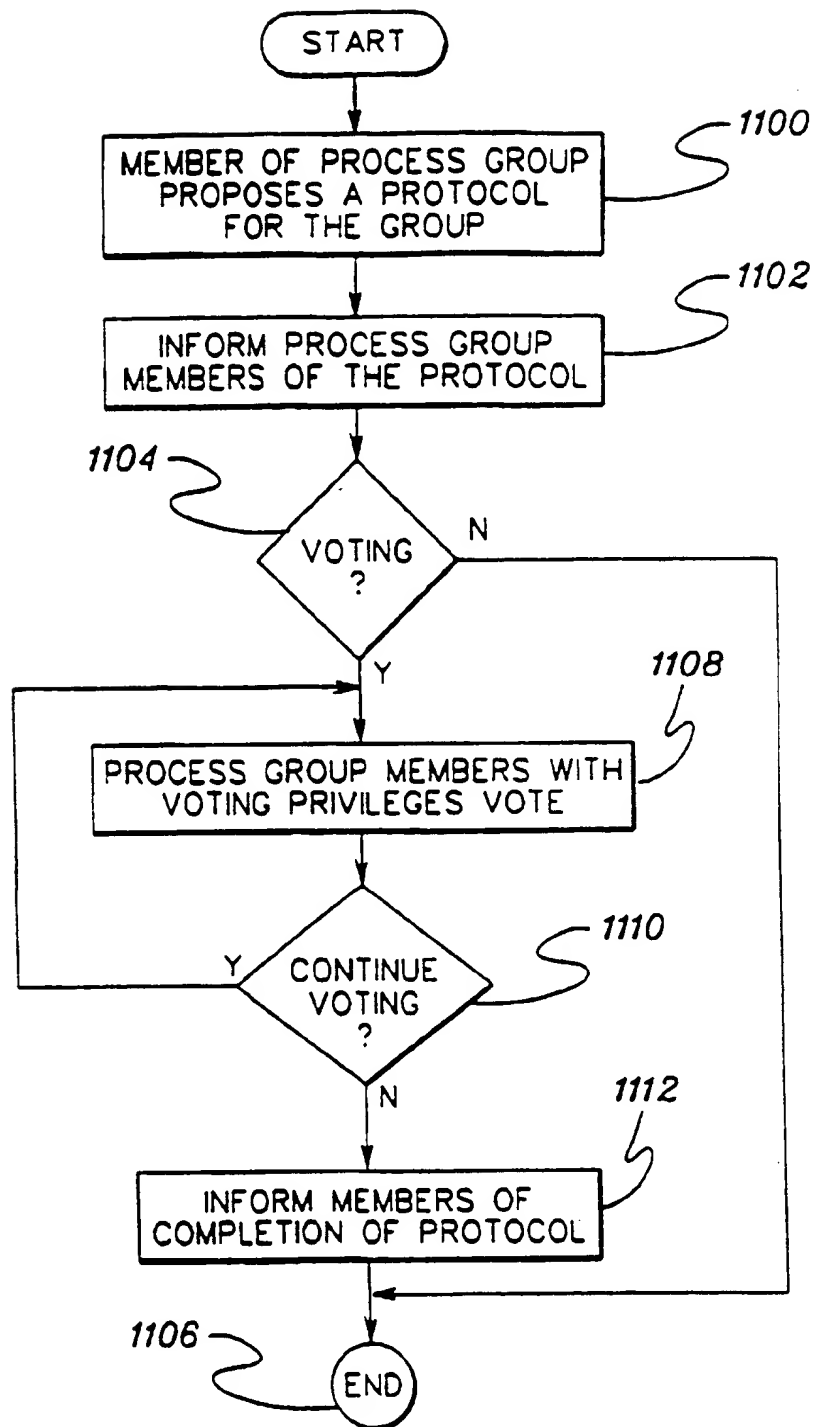 START
1100
MEMBER OF PROCESS GROUP
PROPOSES A PROTOCOL
FOR THE GROUP
1102
INFORM PROCESS GROUP
MEMBERS OF THE PROTOCOL
1104
N
VOTING
?
Y
1108
PROCESS GROUP MEMBERS WITH
VOTING PRIVILEGES VOTE
1110
Y
CONTINUE
VOTING
?
N
1112
INFORM MEMBERS OF
COMPLETION OF PROTOCOL
1106
END